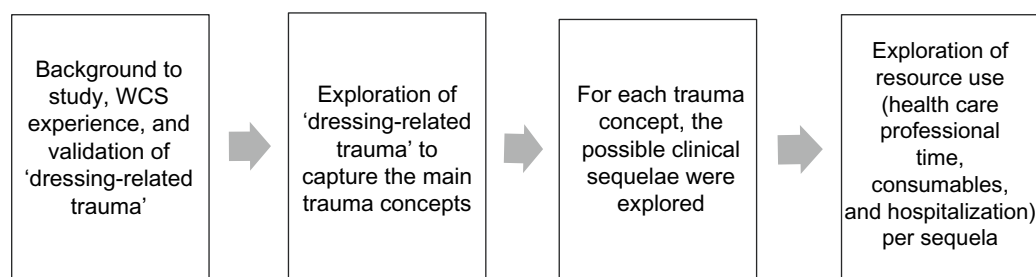 Background to
study, WCS
experience, and
validation of
‘dressing-related
trauma’
Exploration of
‘dressing-related
trauma’ to
capture the main
trauma concepts
For each trauma
concept, the
possible clinical
sequelae were
explored
Exploration of
resource use
(health care
professional
time,
consumables,
and hospitalization)
per sequela